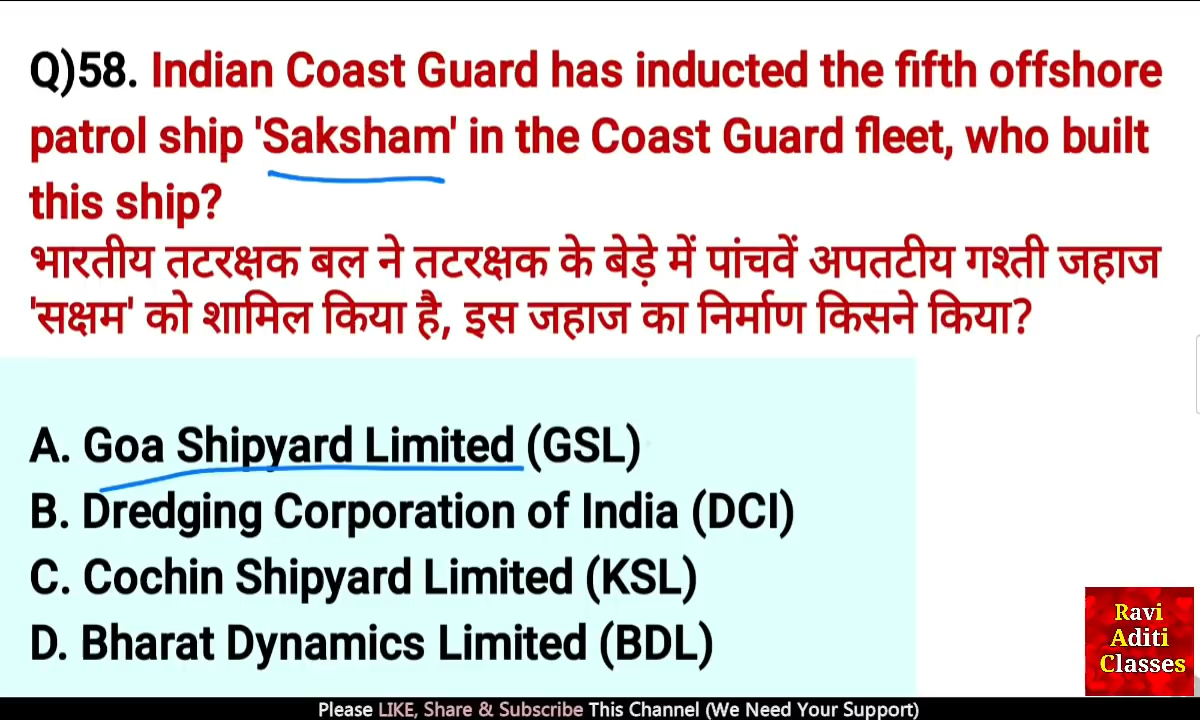 Q)58. Indian Coast Guard has inducted the fifth offshore
patrol ship 'Saksham' in the Coast Guard fleet, who built
this ship?
भारतीय तटरक्षक बल ने तटरक्षक के बेड़े में पांचवें अपतटीय गश्ती जहाज
'सक्षम' को शामिल किया है, इस जहाज का निर्माण किसने किया?
A. Goa Shipyard Limited (GSL)
B. Dredging Corporation of India (DCI)
C. Cochin Shipyard Limited (KSL)
D. Bharat Dynamics Limited (BDL)
Ravi
Aditi
Classes
Please LIKE, Share & Subscribe This Channel (We Need Your Support)